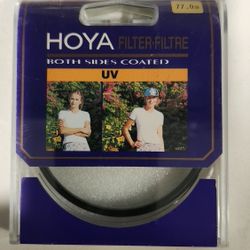 77.0s
HOYA FILTER·FILTRE
BOTH SIDES COATED
UV